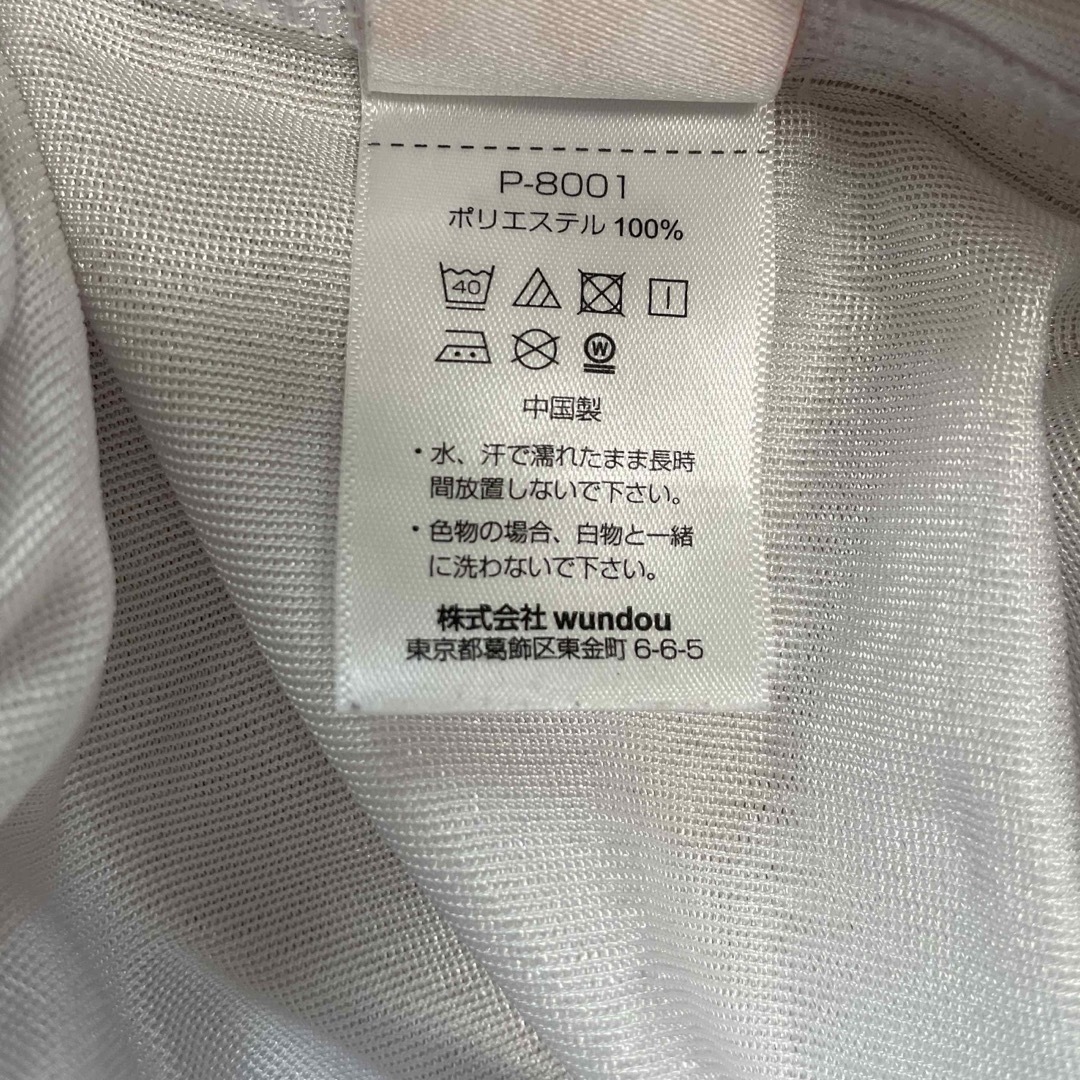 P-8001
ポリエステル 100%
40
W
中国製
・水、汗で濡れたまま長時
間放置しないで下さい。
・色物の場合、白物と一緒
に洗わないで下さい。
株式会社 wundou
東京都葛飾区東金町 6-6-5